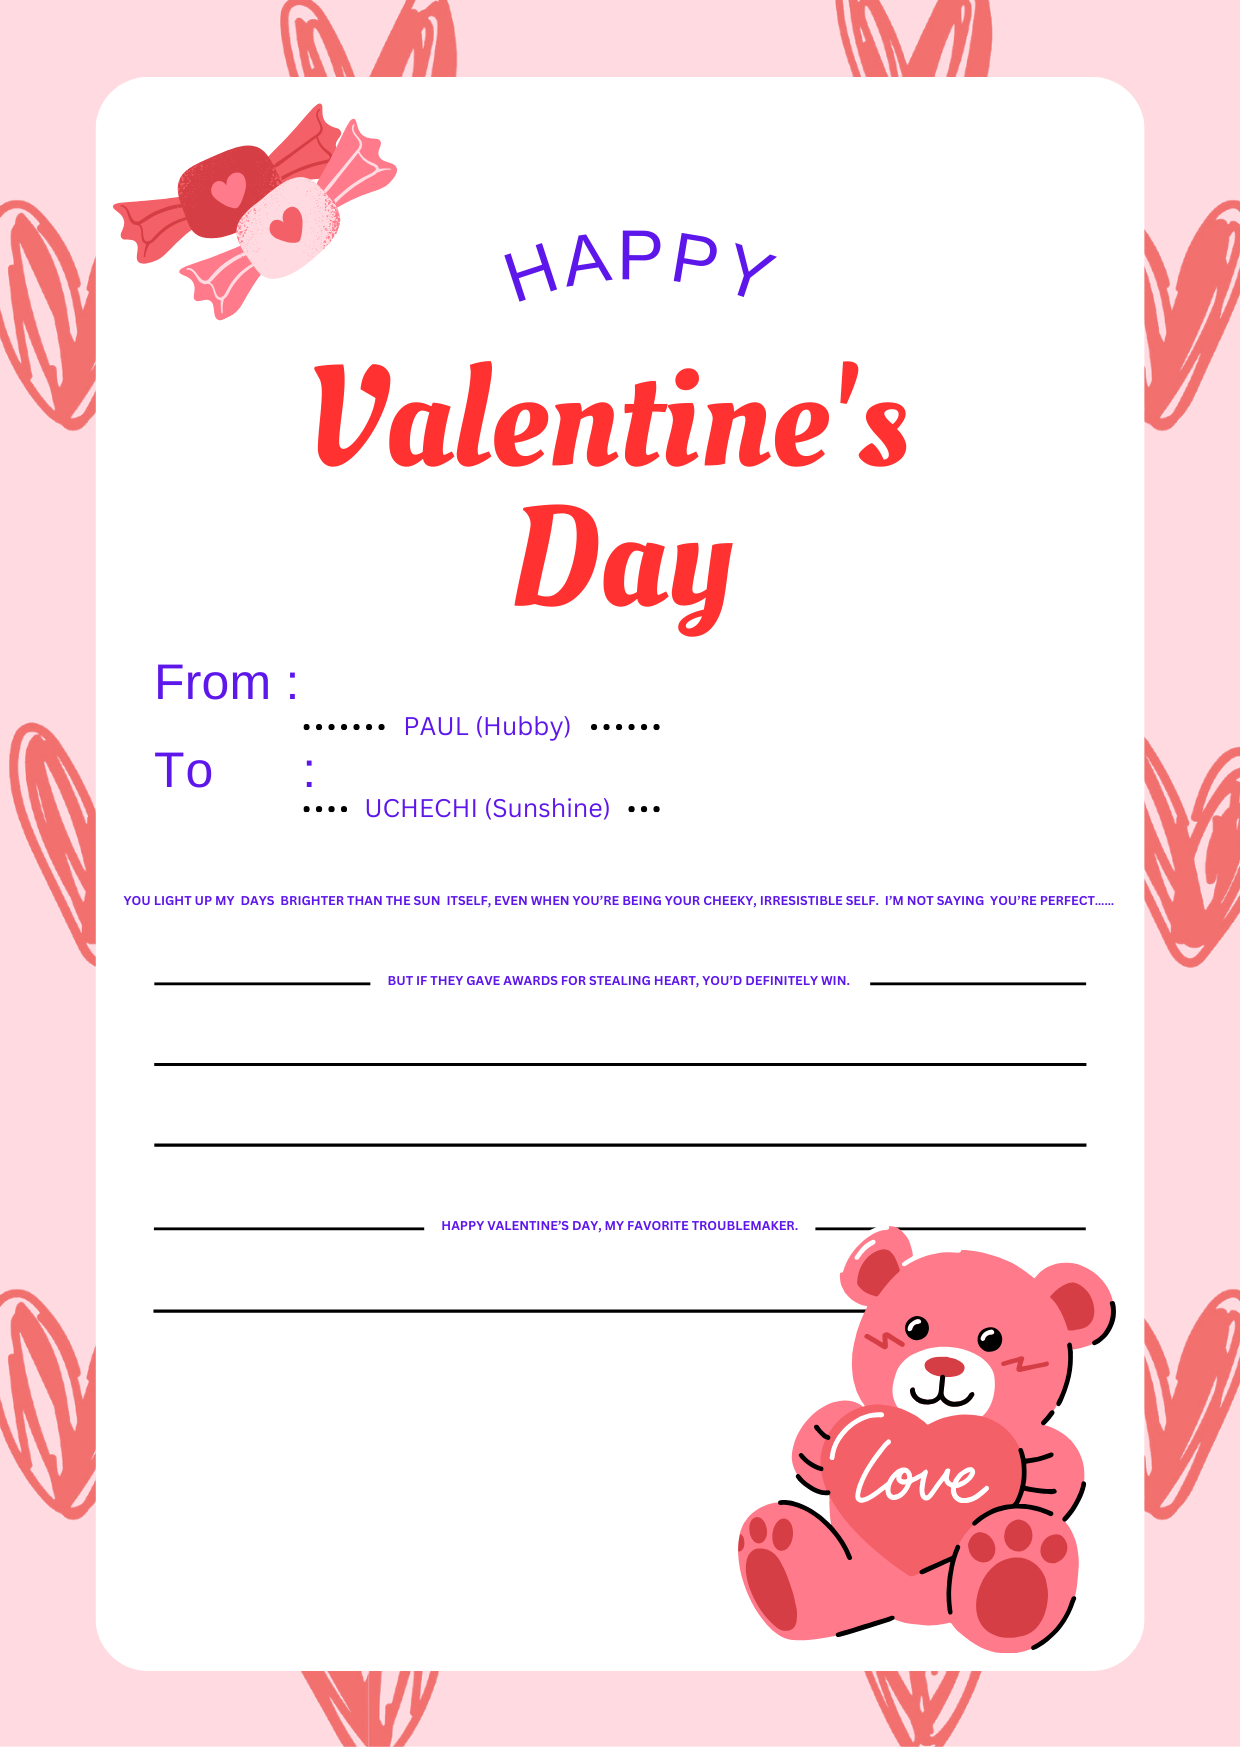 HAPPY
Valentine's
Day
From :
....... PAUL (Hubby) ......
To :
.... UCHECHI (Sunshine) ...
YOU LIGHT UP MY DAYS BRIGHTER THAN THE SUN ITSELF, EVEN WHEN YOU’RE BEING YOUR CHEEKY, IRRESISTIBLE SELF. I’M NOT SAYING YOU’RE PERFECT......
BUT IF THEY GAVE AWARDS FOR STEALING HEART, YOU’D DEFINITELY WIN.
HAPPY VALENTINE’S DAY, MY FAVORITE TROUBLEMAKER.
love